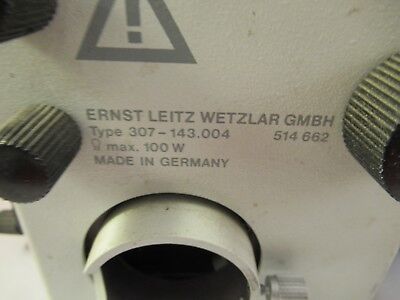 ERNST LEITZ WETZLAR GMBH
Type 307-143.004 514 662
max. 100 W
MADE IN GERMANY